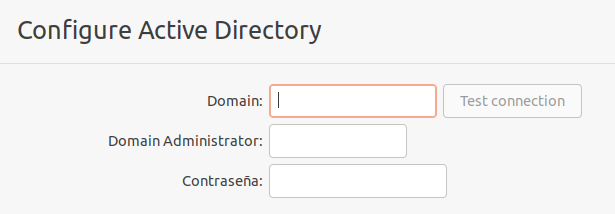 Configure Active Directory
Domain: Test connection
Domain Administrator:
Contraseña: